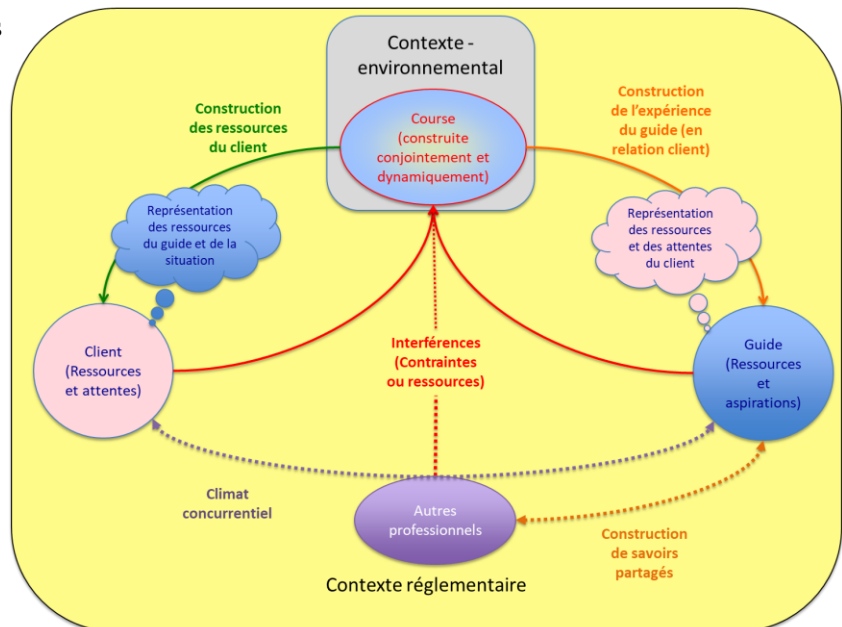 s
Contexte -
environnemental
Construction
des ressources
du client
Course
(construite
conjointement et
dynamiquement)
Construction
de l’expérience
du guide (en
relation client)
Représentation
des ressources
du guide et de la
situation
Représentation
des ressources
et des attentes
du client
Client
(Ressources
et attentes)
Interférences
(Contraintes
ou ressources)
Guide
(Ressources
et
aspirations)
Climat
concurrentiel
Autres
professionnels
Construction
de savoirs
partagés
Contexte réglementaire